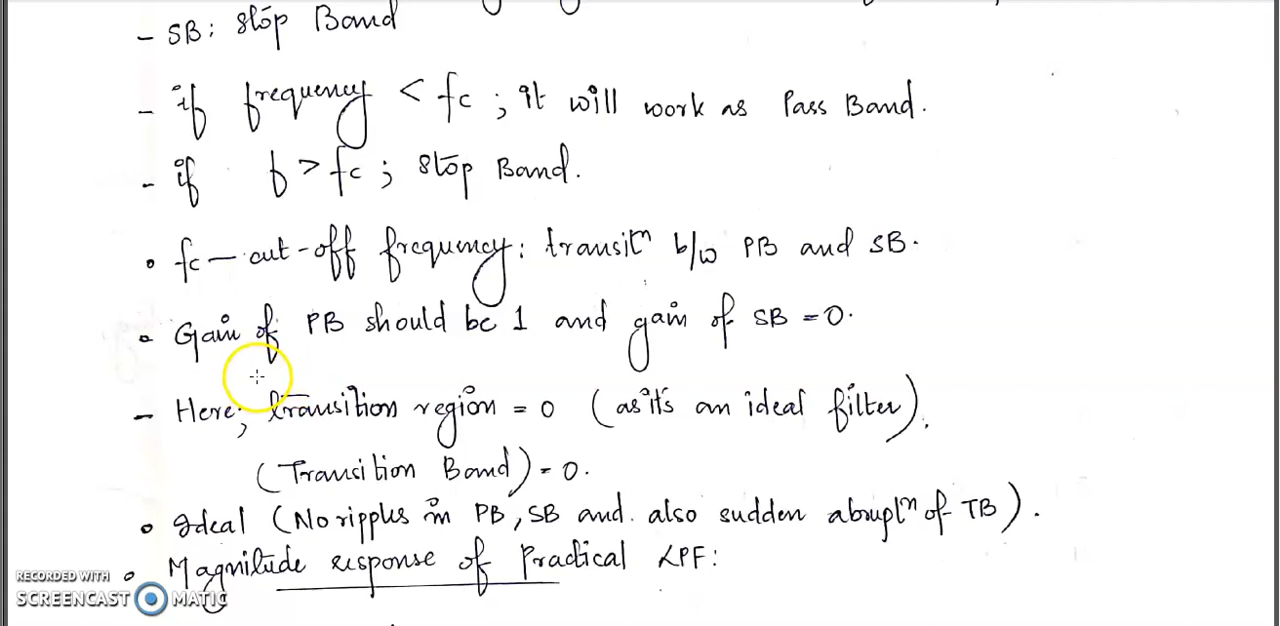 - SB: Stop Band
- if frequency < fc ; it will work as Pass Band.
- if f > fc ; Stop Band.
• fc - cut-off frequency: transitⁿ b/w PB and SB.
• Gain of PB should be 1 and gain of SB = 0.
- Here; transition region = 0 (as it's an ideal filter).
(Transition Band) = 0.
• Ideal (No ripples in PB, SB and also sudden abruptⁿ of TB).
• Magnitude response of Practical LPF:
RECORDED WITH
SCREENCAST MATIC